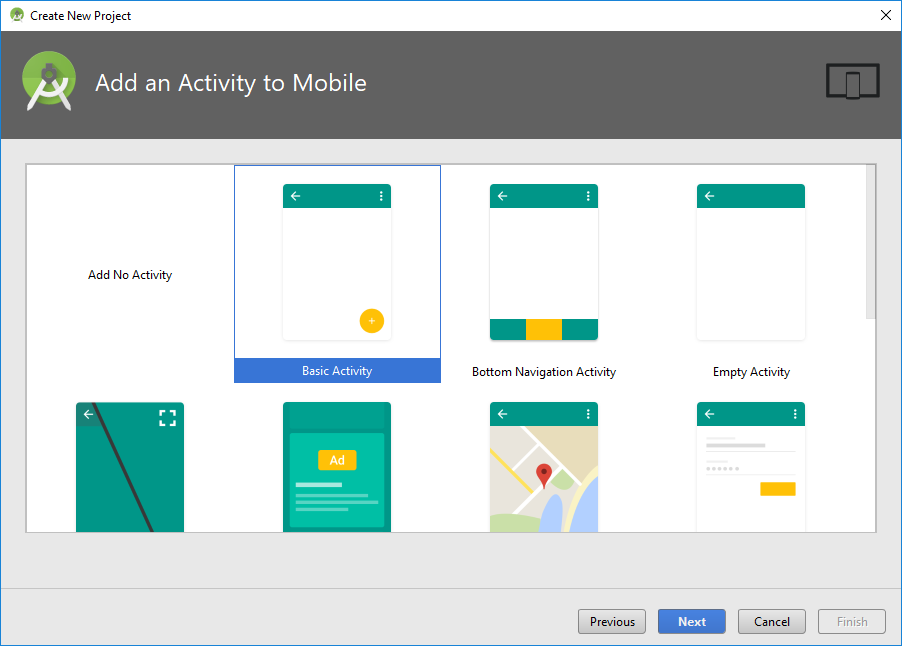 Create New Project
Add an Activity to Mobile
Add No Activity
Basic Activity
Bottom Navigation Activity
Empty Activity
Ad
Previous
Next
Cancel
Finish